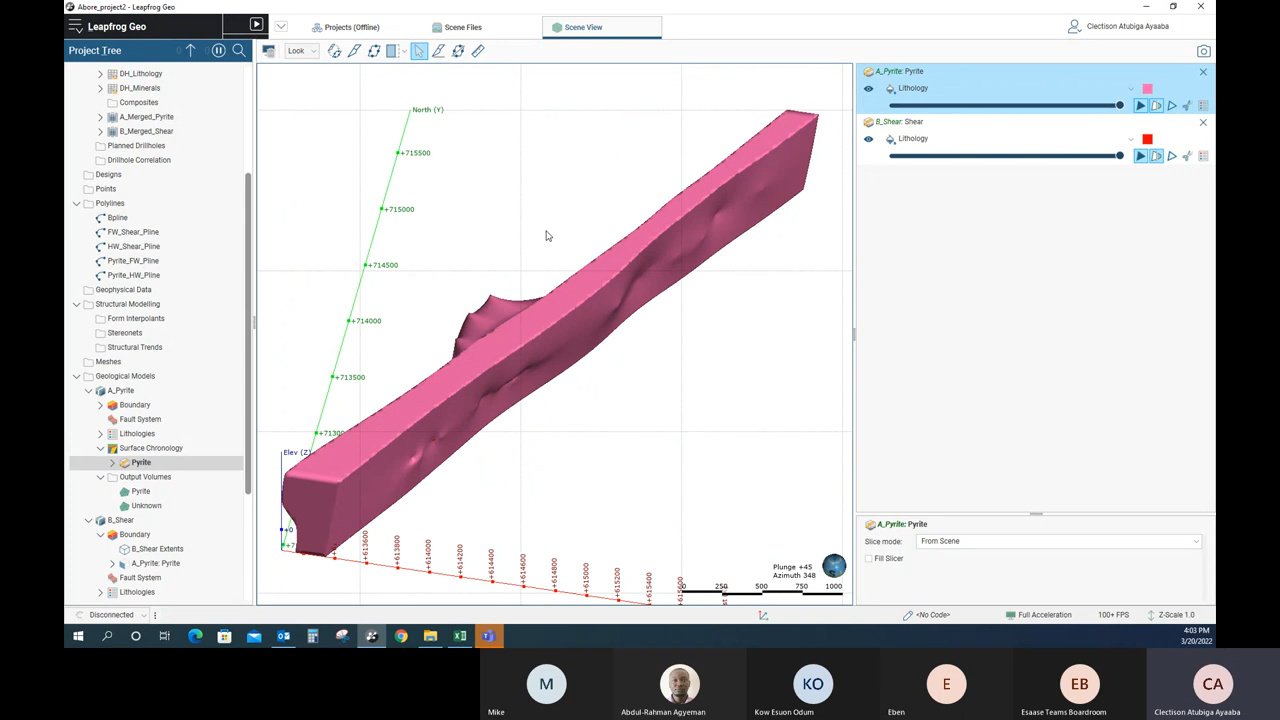 Abore_project2 - Leapfrog Geo
Leapfrog Geo
Projects (Offline)
Scene Files
Scene View
Clectison Atubiga Ayaaba
Project Tree
0
0
Look
DH_Lithology
DH_Minerals
Composites
A_Merged_Pyrite
B_Merged_Shear
Planned Drillholes
Drillhole Correlation
Designs
Points
Polylines
Bpline
FW_Shear_Pline
HW_Shear_Pline
Pyrite_FW_Pline
Pyrite_HW_Pline
Geophysical Data
Structural Modelling
Form Interpolants
Stereonets
Structural Trends
Meshes
Geological Models
A_Pyrite
Boundary
Fault System
Lithologies
Surface Chronology
Pyrite
Output Volumes
Pyrite
Unknown
B_Shear
Boundary
B_Shear Extents
A_Pyrite: Pyrite
Fault System
Lithologies
Disconnected
North (Y)
+715500
+715000
+714500
+714000
+713500
+71300
Elev (Z)
+0
+7
+613600
+613800
+614000
+614200
+614400
+614600
+614800
+615000
+615200
+615400
+615600
Plunge +45
Azimuth 348
0 250 500 750 1000
A_Pyrite: Pyrite
Lithology
B_Shear: Shear
Lithology
A_Pyrite: Pyrite
Slice mode:
From Scene
Fill Slicer
<No Code>
Full Acceleration
100+ FPS
Z-Scale 1.0
4:03 PM
3/20/2022
M
KO
E
EB
CA
Mike
Abdul-Rahman Agyeman
Kow Esuon Odum
Eben
Esaase Teams Boardroom
Clectison Atubiga Ayaaba